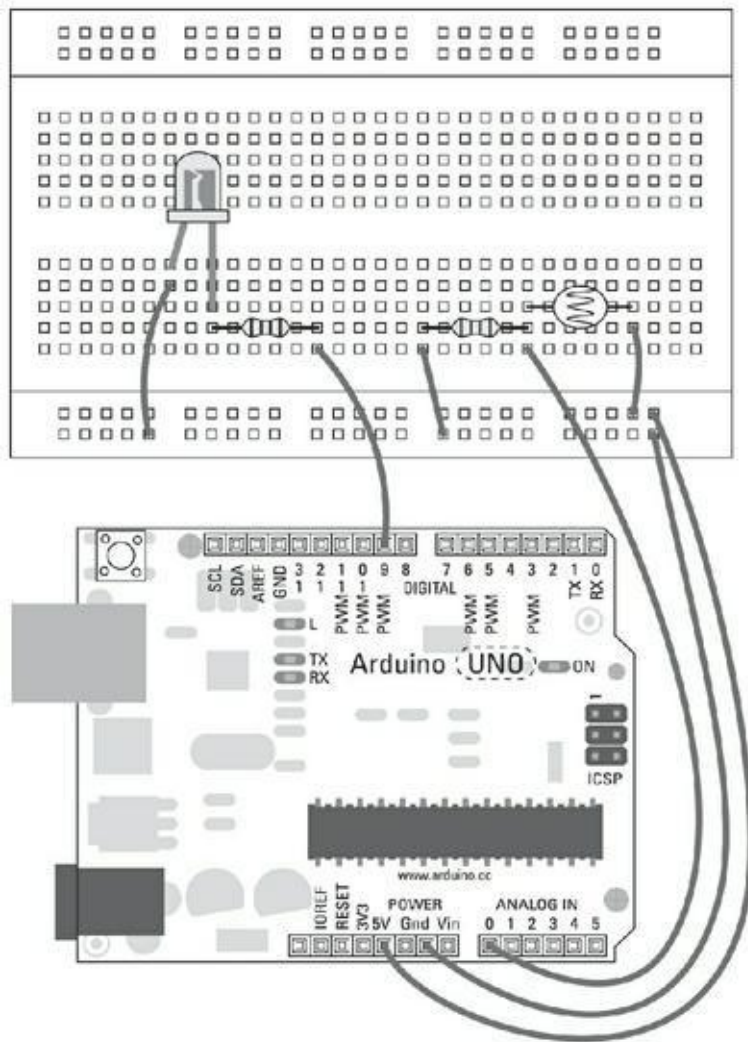 SCL
SDA
AREF
GND
1 3
1 2
PWM-1 1
PWM-1 0
PWM 9
8
DIGITAL
7
PWM 6
PWM 5
4
PWM 3
2
TX 1
RX 0
L
TX
RX
Arduino UNO
ON
1
ICSP
www.arduino.cc
IOREF
RESET
3V3
POWER
5V Gnd Vin
ANALOG IN
0 1 2 3 4 5